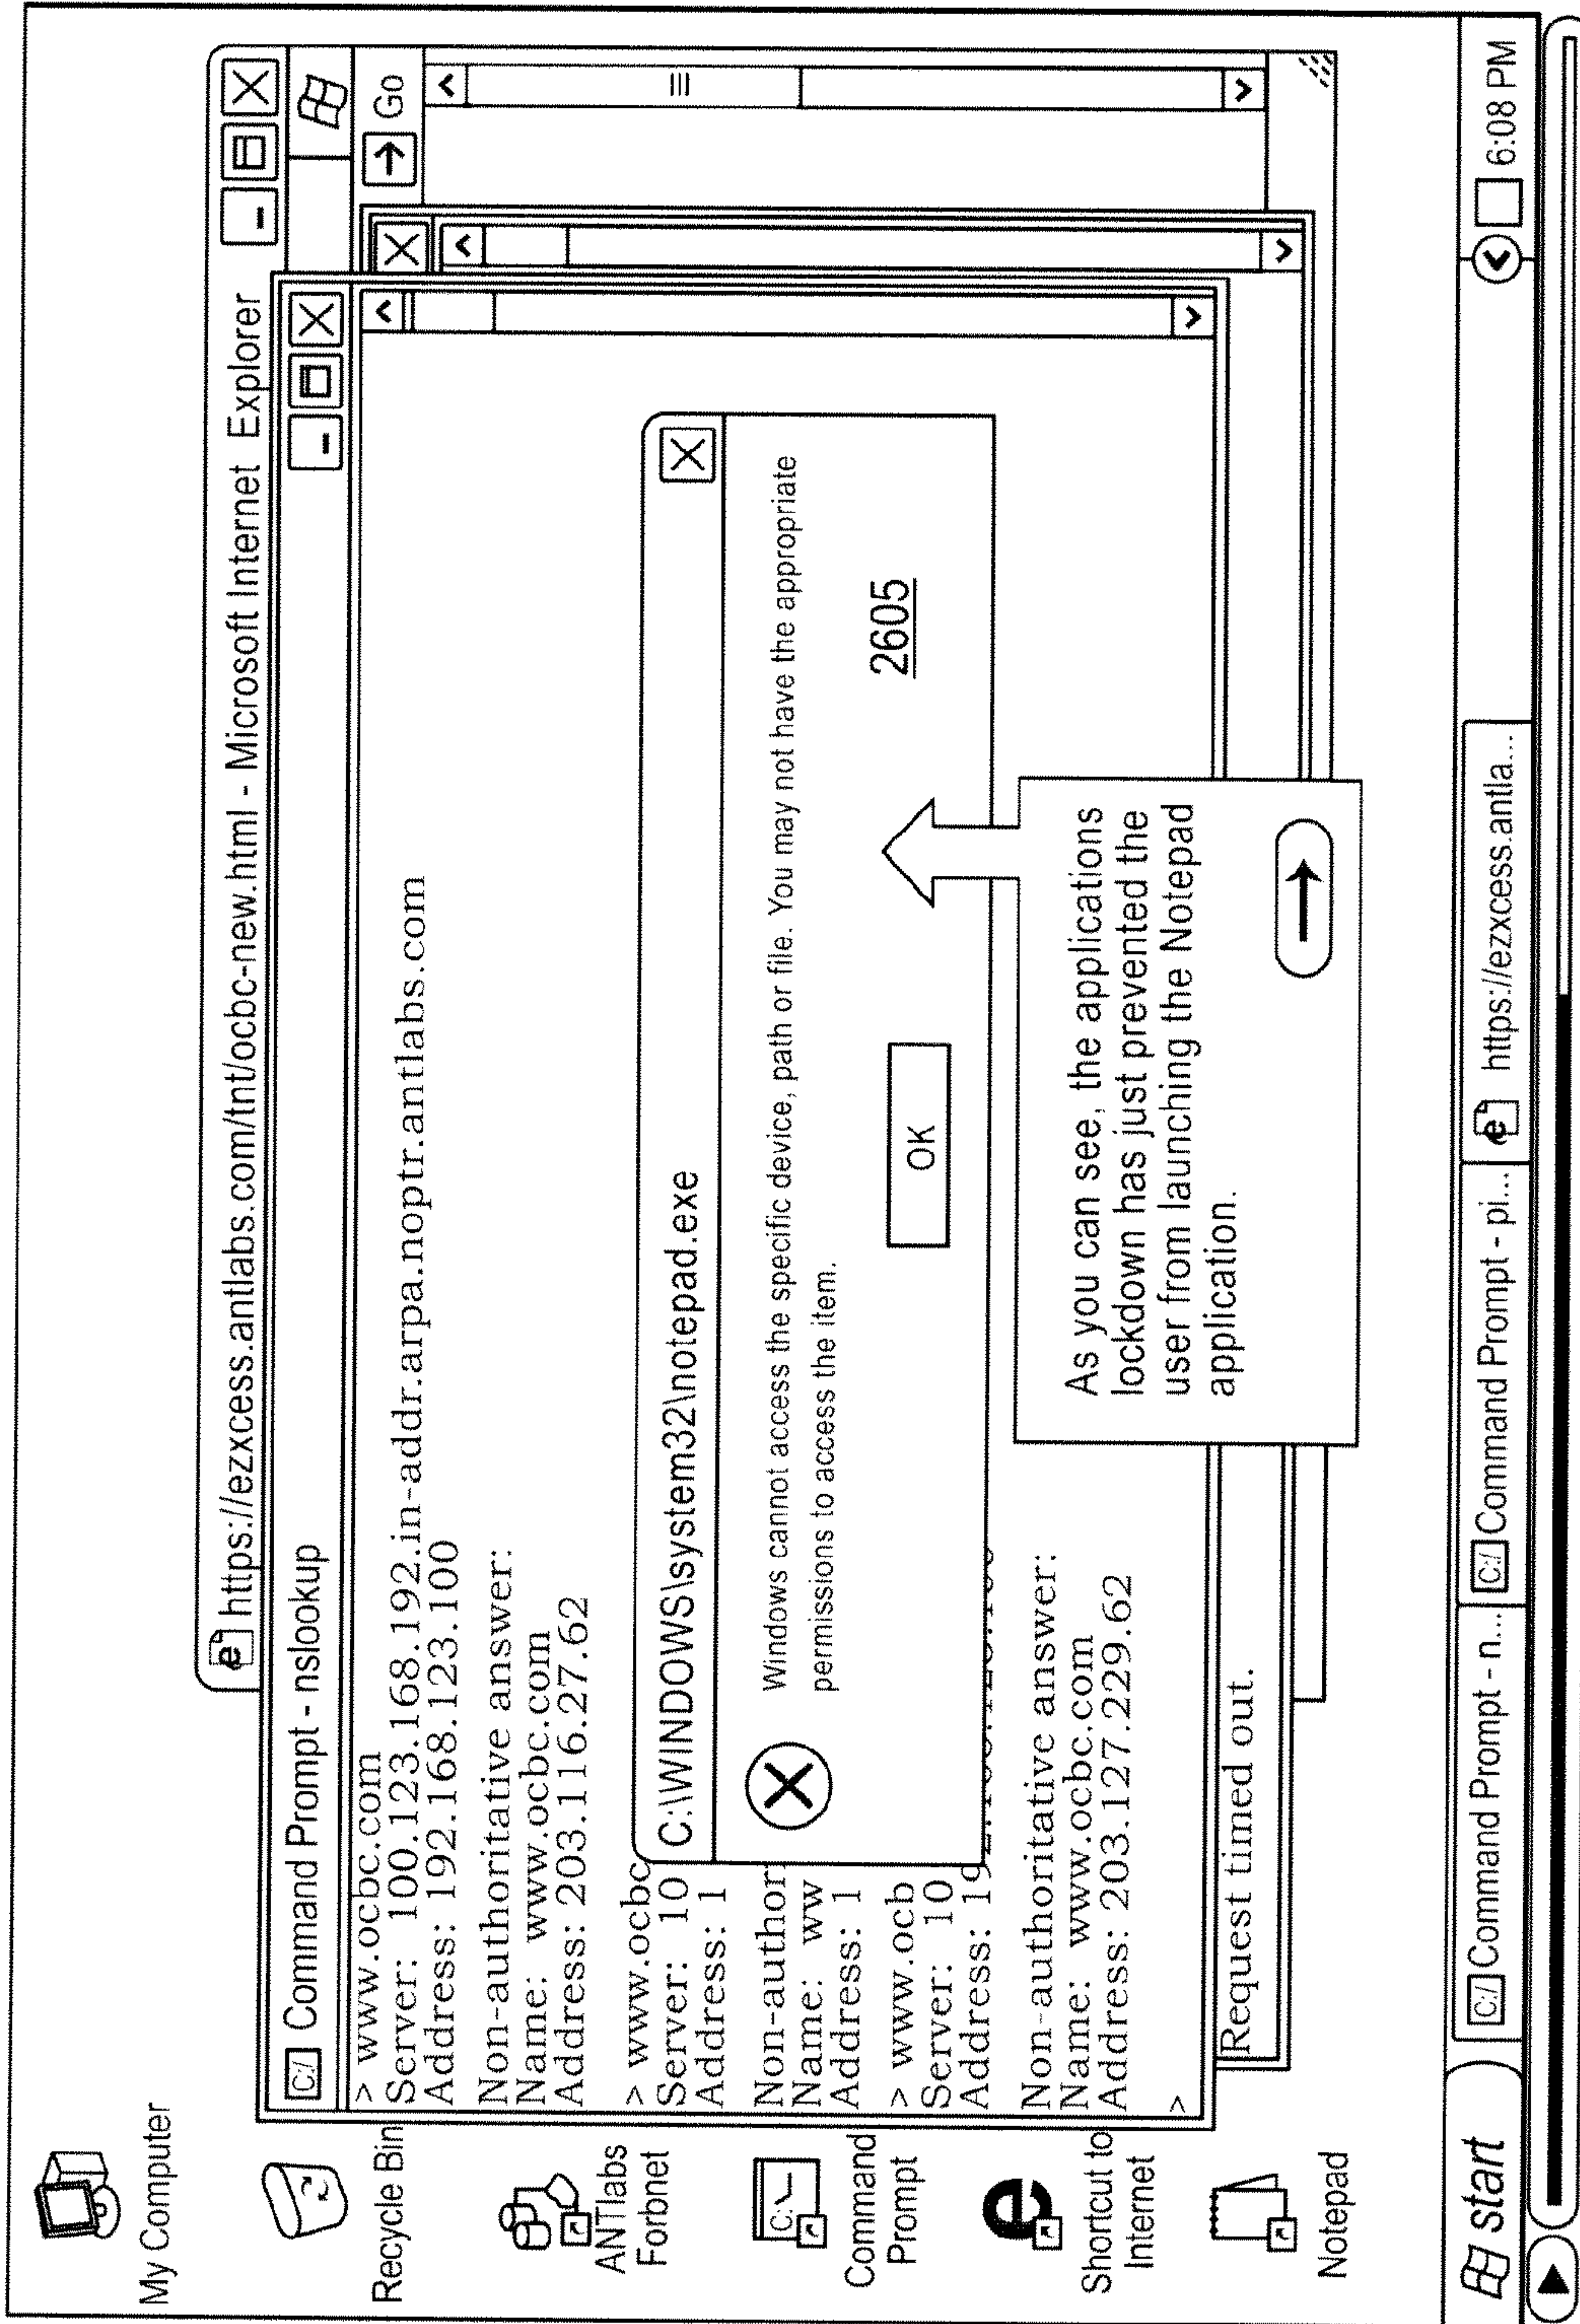 My Computer
Recycle Bin
ANTlabs
Forbnet
Command
Prompt
Shortcut to
Internet
Notepad
https://ezxcess.antlabs.com/tnt/ocbc-new.html - Microsoft Internet Explorer
Go
C:/ Command Prompt - nslookup
> www.ocbc.com
Server: 100.123.168.192.in-addr.arpa.noptr.antlabs.com
Address: 192.168.123.100
Non-authoritative answer:
Name: www.ocbc.com
Address: 203.116.27.62
> www.ocbc
Server: 10
Address: 1
Non-author
Name: ww
Address: 1
> www.ocb
Server: 10
Address: 19
Non-authoritative answer:
Name: www.ocbc.com
Address: 203.127.229.62
>
Request timed out.
C:\WINDOWS\system32\notepad.exe
Windows cannot access the specific device, path or file. You may not have the appropriate
permissions to access the item.
OK
2605
As you can see, the applications
lockdown has just prevented the
user from launching the Notepad
application.
start
C:/ Command Prompt - n...
C:/ Command Prompt - pi...
https://ezxcess.antla...
6:08 PM